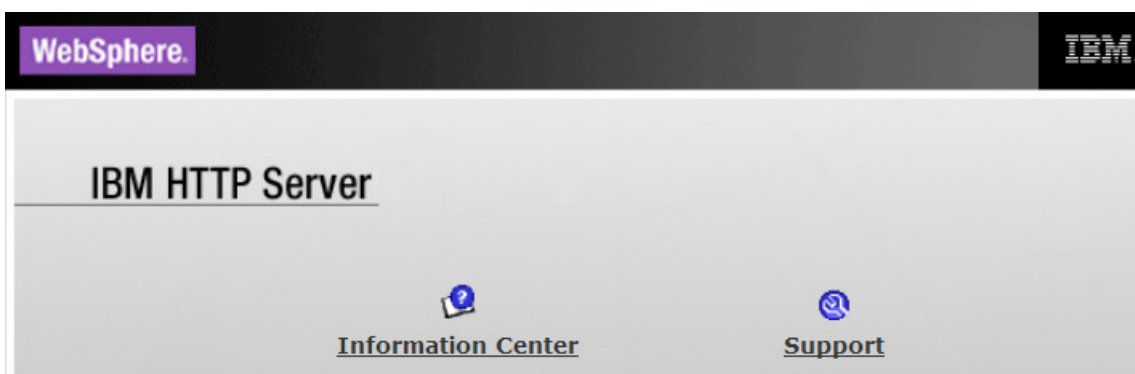 WebSphere.
IBM.
IBM HTTP Server
Information Center
Support